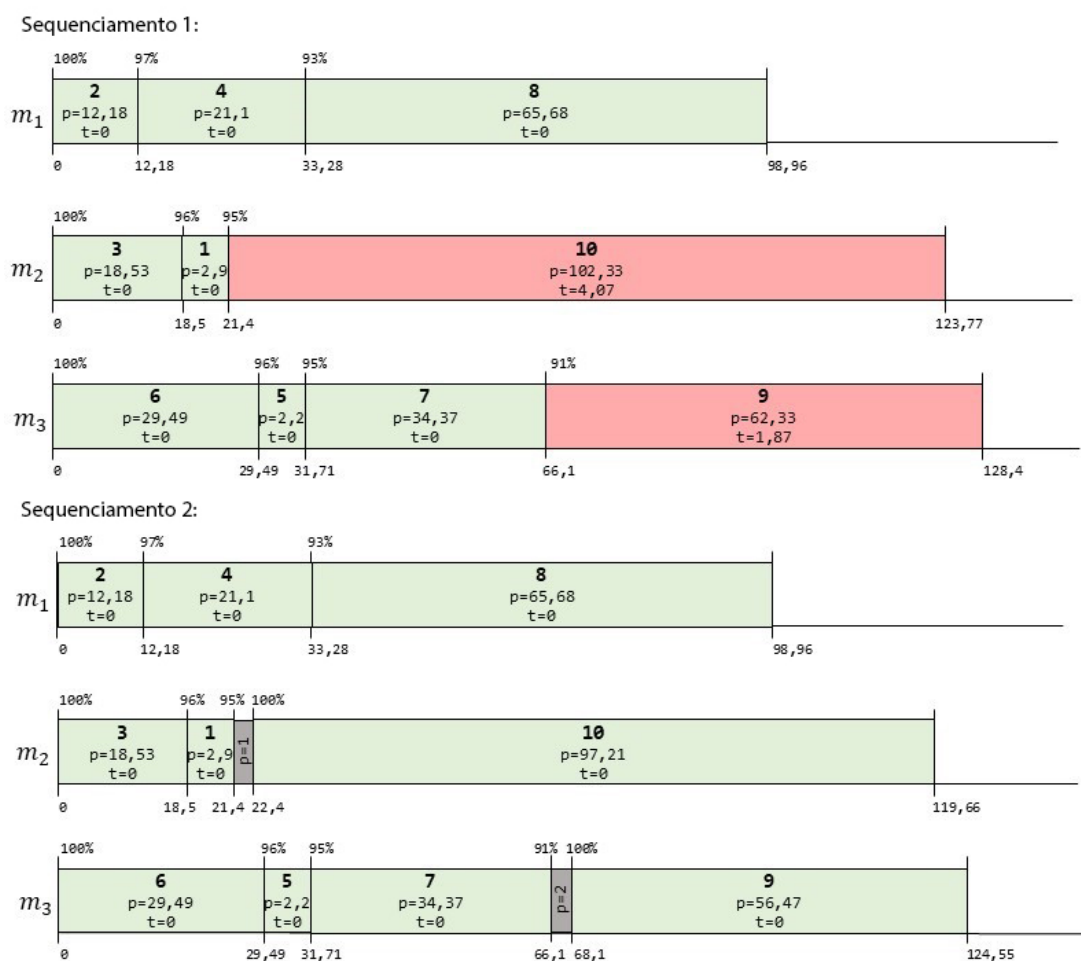 Sequenciamento 1:
100% 97% 93%
2 4 8
m₁ p=12,18 p=21,1 p=65,68
t=0 t=0 t=0
0 12,18 33,28 98,96
100% 96% 95%
3 1 10
m₂ p=18,53 p=2,9 p=102,33
t=0 t=0 t=4,07
0 18,5 21,4 123,77
100% 96% 95% 91%
6 5 7 9
m₃ p=29,49 p=2,2 p=34,37 p=62,33
t=0 t=0 t=0 t=1,87
0 29,49 31,71 66,1 128,4
Sequenciamento 2:
100% 97% 93%
2 4 8
m₁ p=12,18 p=21,1 p=65,68
t=0 t=0 t=0
0 12,18 33,28 98,96
100% 96% 95% 100%
3 1 10
m₂ p=18,53 p=2,9 p=1 p=97,21
t=0 t=0 t=0
0 18,5 21,4 22,4 119,66
100% 96% 95% 91% 100%
6 5 7 9
m₃ p=29,49 p=2,2 p=34,37 p=2 p=56,47
t=0 t=0 t=0 t=0
0 29,49 31,71 66,1 68,1 124,55